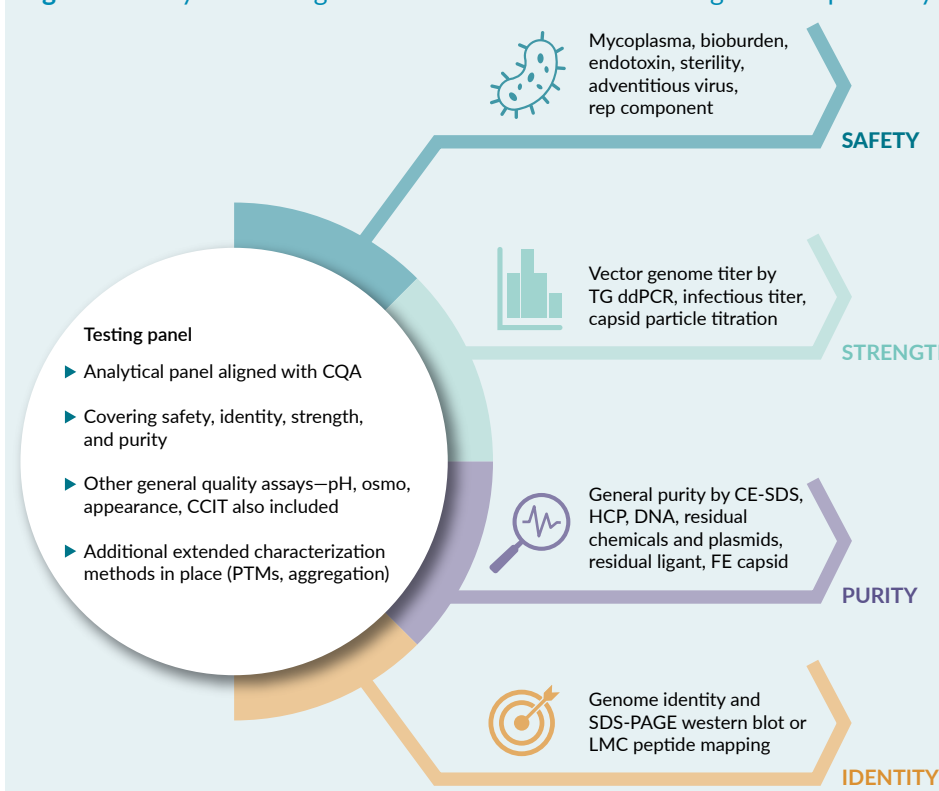 Mycoplasma, bioburden,
endotoxin, sterility,
adventitious virus,
rep component
SAFETY
Vector genome titer by
TG ddPCR, infectious titer,
capsid particle titration
STRENGT
Testing panel
▶ Analytical panel aligned with CQA
▶ Covering safety, identity, strength,
and purity
▶ Other general quality assays—pH, osmo,
appearance, CCIT also included
▶ Additional extended characterization
methods in place (PTMs, aggregation)
General purity by CE-SDS,
HCP, DNA, residual
chemicals and plasmids,
residual ligant, FE capsid
PURITY
Genome identity and
SDS-PAGE western blot or
LMC peptide mapping
IDENTITY